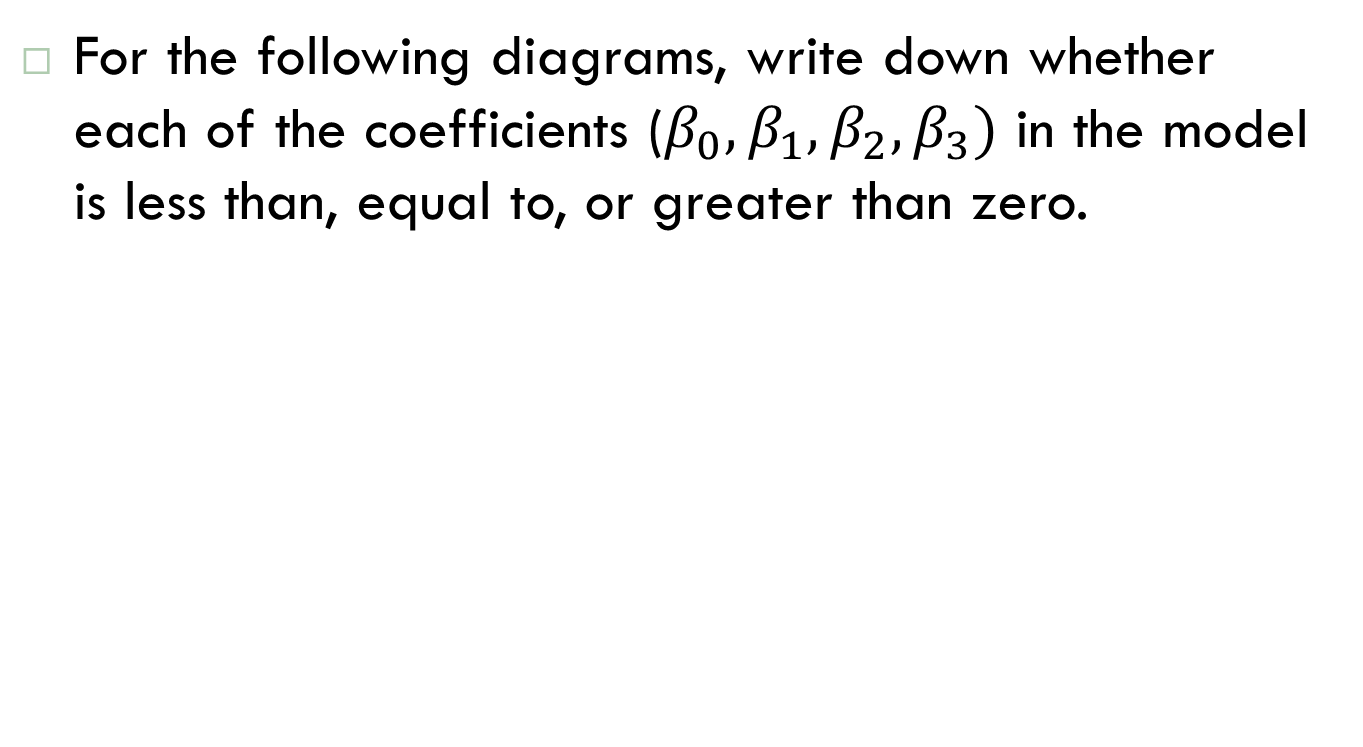 For the following diagrams, write down whether
each of the coefficients (𝛽₀, 𝛽₁, 𝛽₂, 𝛽₃) in the model
is less than, equal to, or greater than zero.